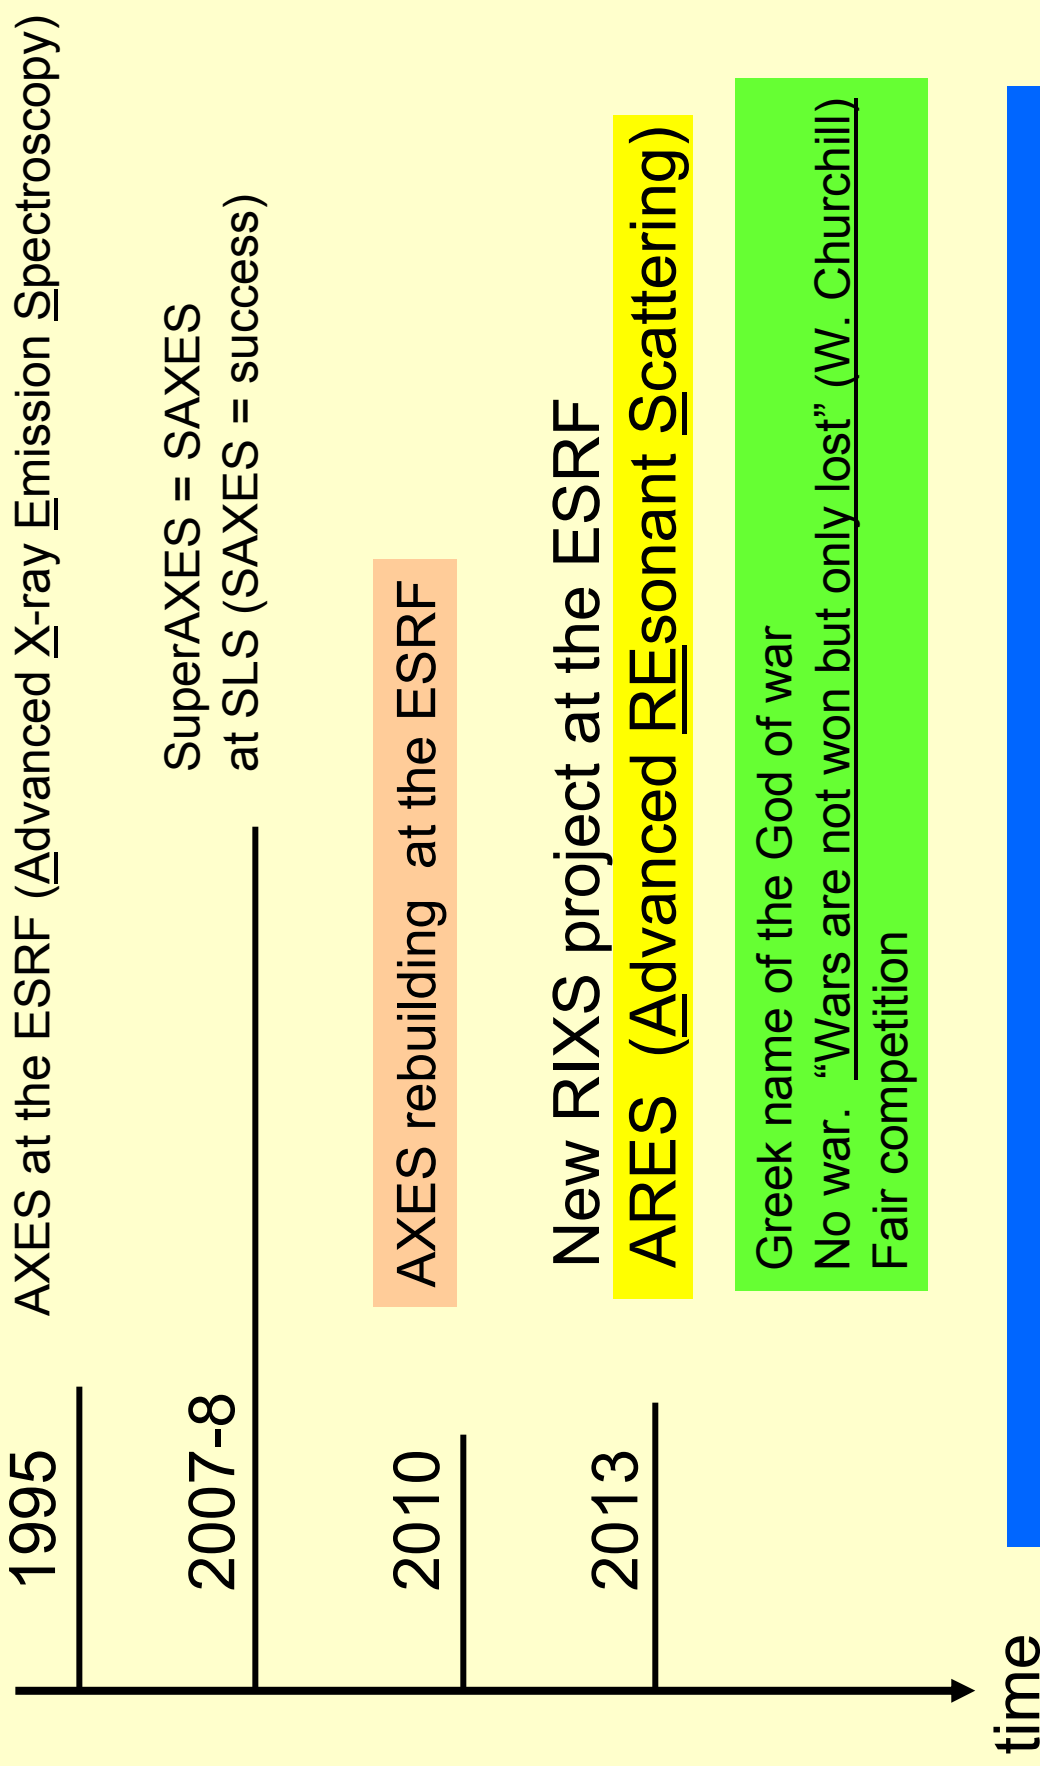 1995
AXES at the ESRF (Advanced X-ray Emission Spectroscopy)
2007-8
SuperAXES = SAXES
at SLS (SAXES = success)
2010
AXES rebuilding at the ESRF
2013
New RIXS project at the ESRF
ARES (Advanced REsonant Scattering)
Greek name of the God of war
No war. “Wars are not won but only lost” (W. Churchill)
Fair competition
time